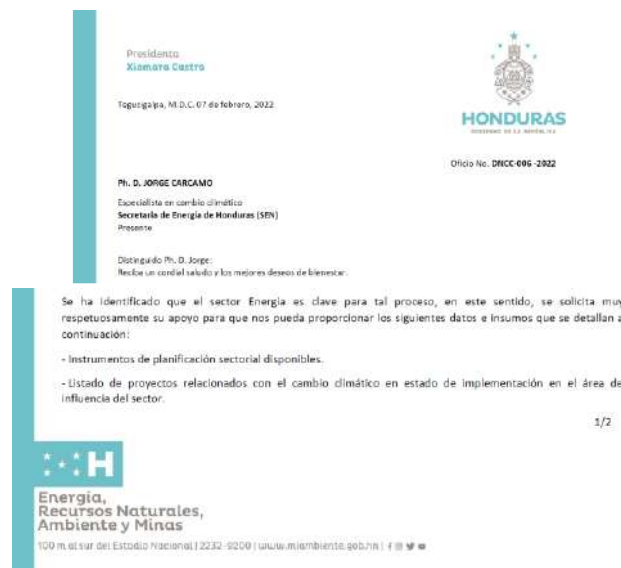 Presidenta
Xiomara Castro
Tegucigalpa, M.D.C. 07 de febrero, 2022
HONDURAS
GOBIERNO DE LA REPÚBLICA
Oficio No. DNCC-006 -2022
Ph. D. JORGE CARCAMO
Especialista en cambio climático
Secretaria de Energía de Honduras (SEN)
Presente
Distinguido Ph. D. Jorge:
Reciba un cordial saludo y los mejores deseos de bienestar.
Se ha identificado que el sector Energía es clave para tal proceso, en este sentido, se solicita muy
respetuosamente su apoyo para que nos pueda proporcionar los siguientes datos e insumos que se detallan a
continuación:
- Instrumentos de planificación sectorial disponibles.
- Listado de proyectos relacionados con el cambio climático en estado de implementación en el área de
influencia del sector.
1/2
H
Energía,
Recursos Naturales,
Ambiente y Minas
100 m al sur del Estadio Nacional | 2232-9200 | www.miambiente.gob.hn |